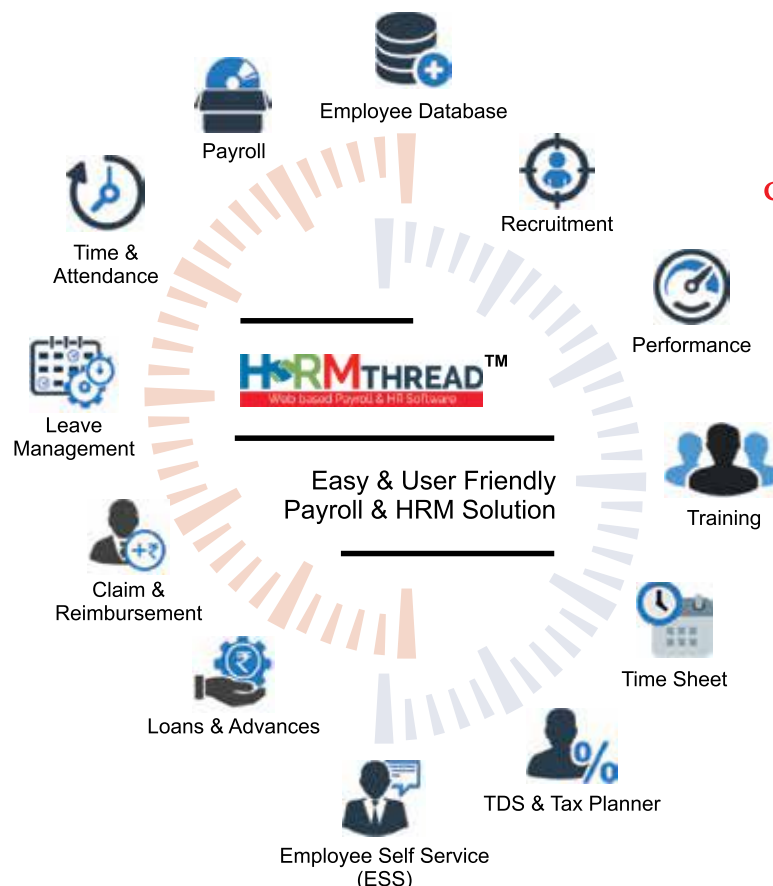 Employee Database
Payroll
Recruitment
Time &
Attendance
Performance
HRMTHREAD™
Web based Payroll & HR Software
Leave
Management
Easy & User Friendly
Payroll & HRM Solution
Training
Claim &
Reimbursement
+₹
Time Sheet
₹
Loans & Advances
%
TDS & Tax Planner
Employee Self Service
(ESS)